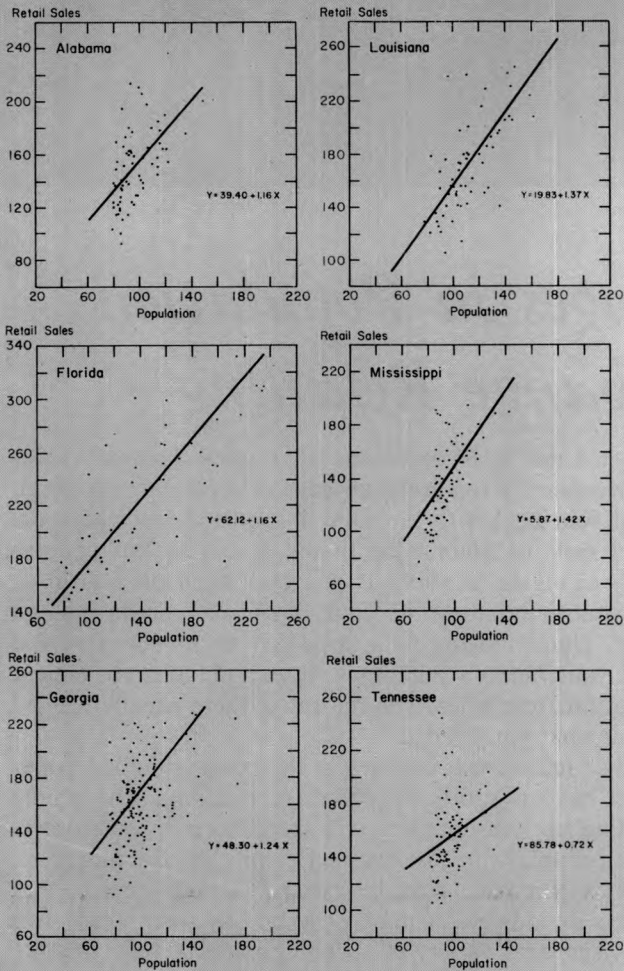 Retail Sales
Alabama
240
200
160
120
80
Y=39.40+1.16 X
20 60 100 140 180 220
Population
Retail Sales
Louisiana
260
220
180
140
100
Y=19.83+1.37 X
20 60 100 140 180 220
Population
Retail Sales
Florida
340
300
260
220
180
140
Y=62.12+1.16X
60 100 140 180 220 260
Population
Retail Sales
Mississippi
220
180
140
100
60
Y=5.87+1.42 X
20 60 100 140 180 220
Population
Retail Sales
Georgia
260
220
180
140
100
60
Y=48.30+1.24 X
20 60 100 140 180 220
Population
Retail Sales
Tennessee
260
220
180
140
100
Y=85.78+0.72 X
20 60 100 140 180 220
Population